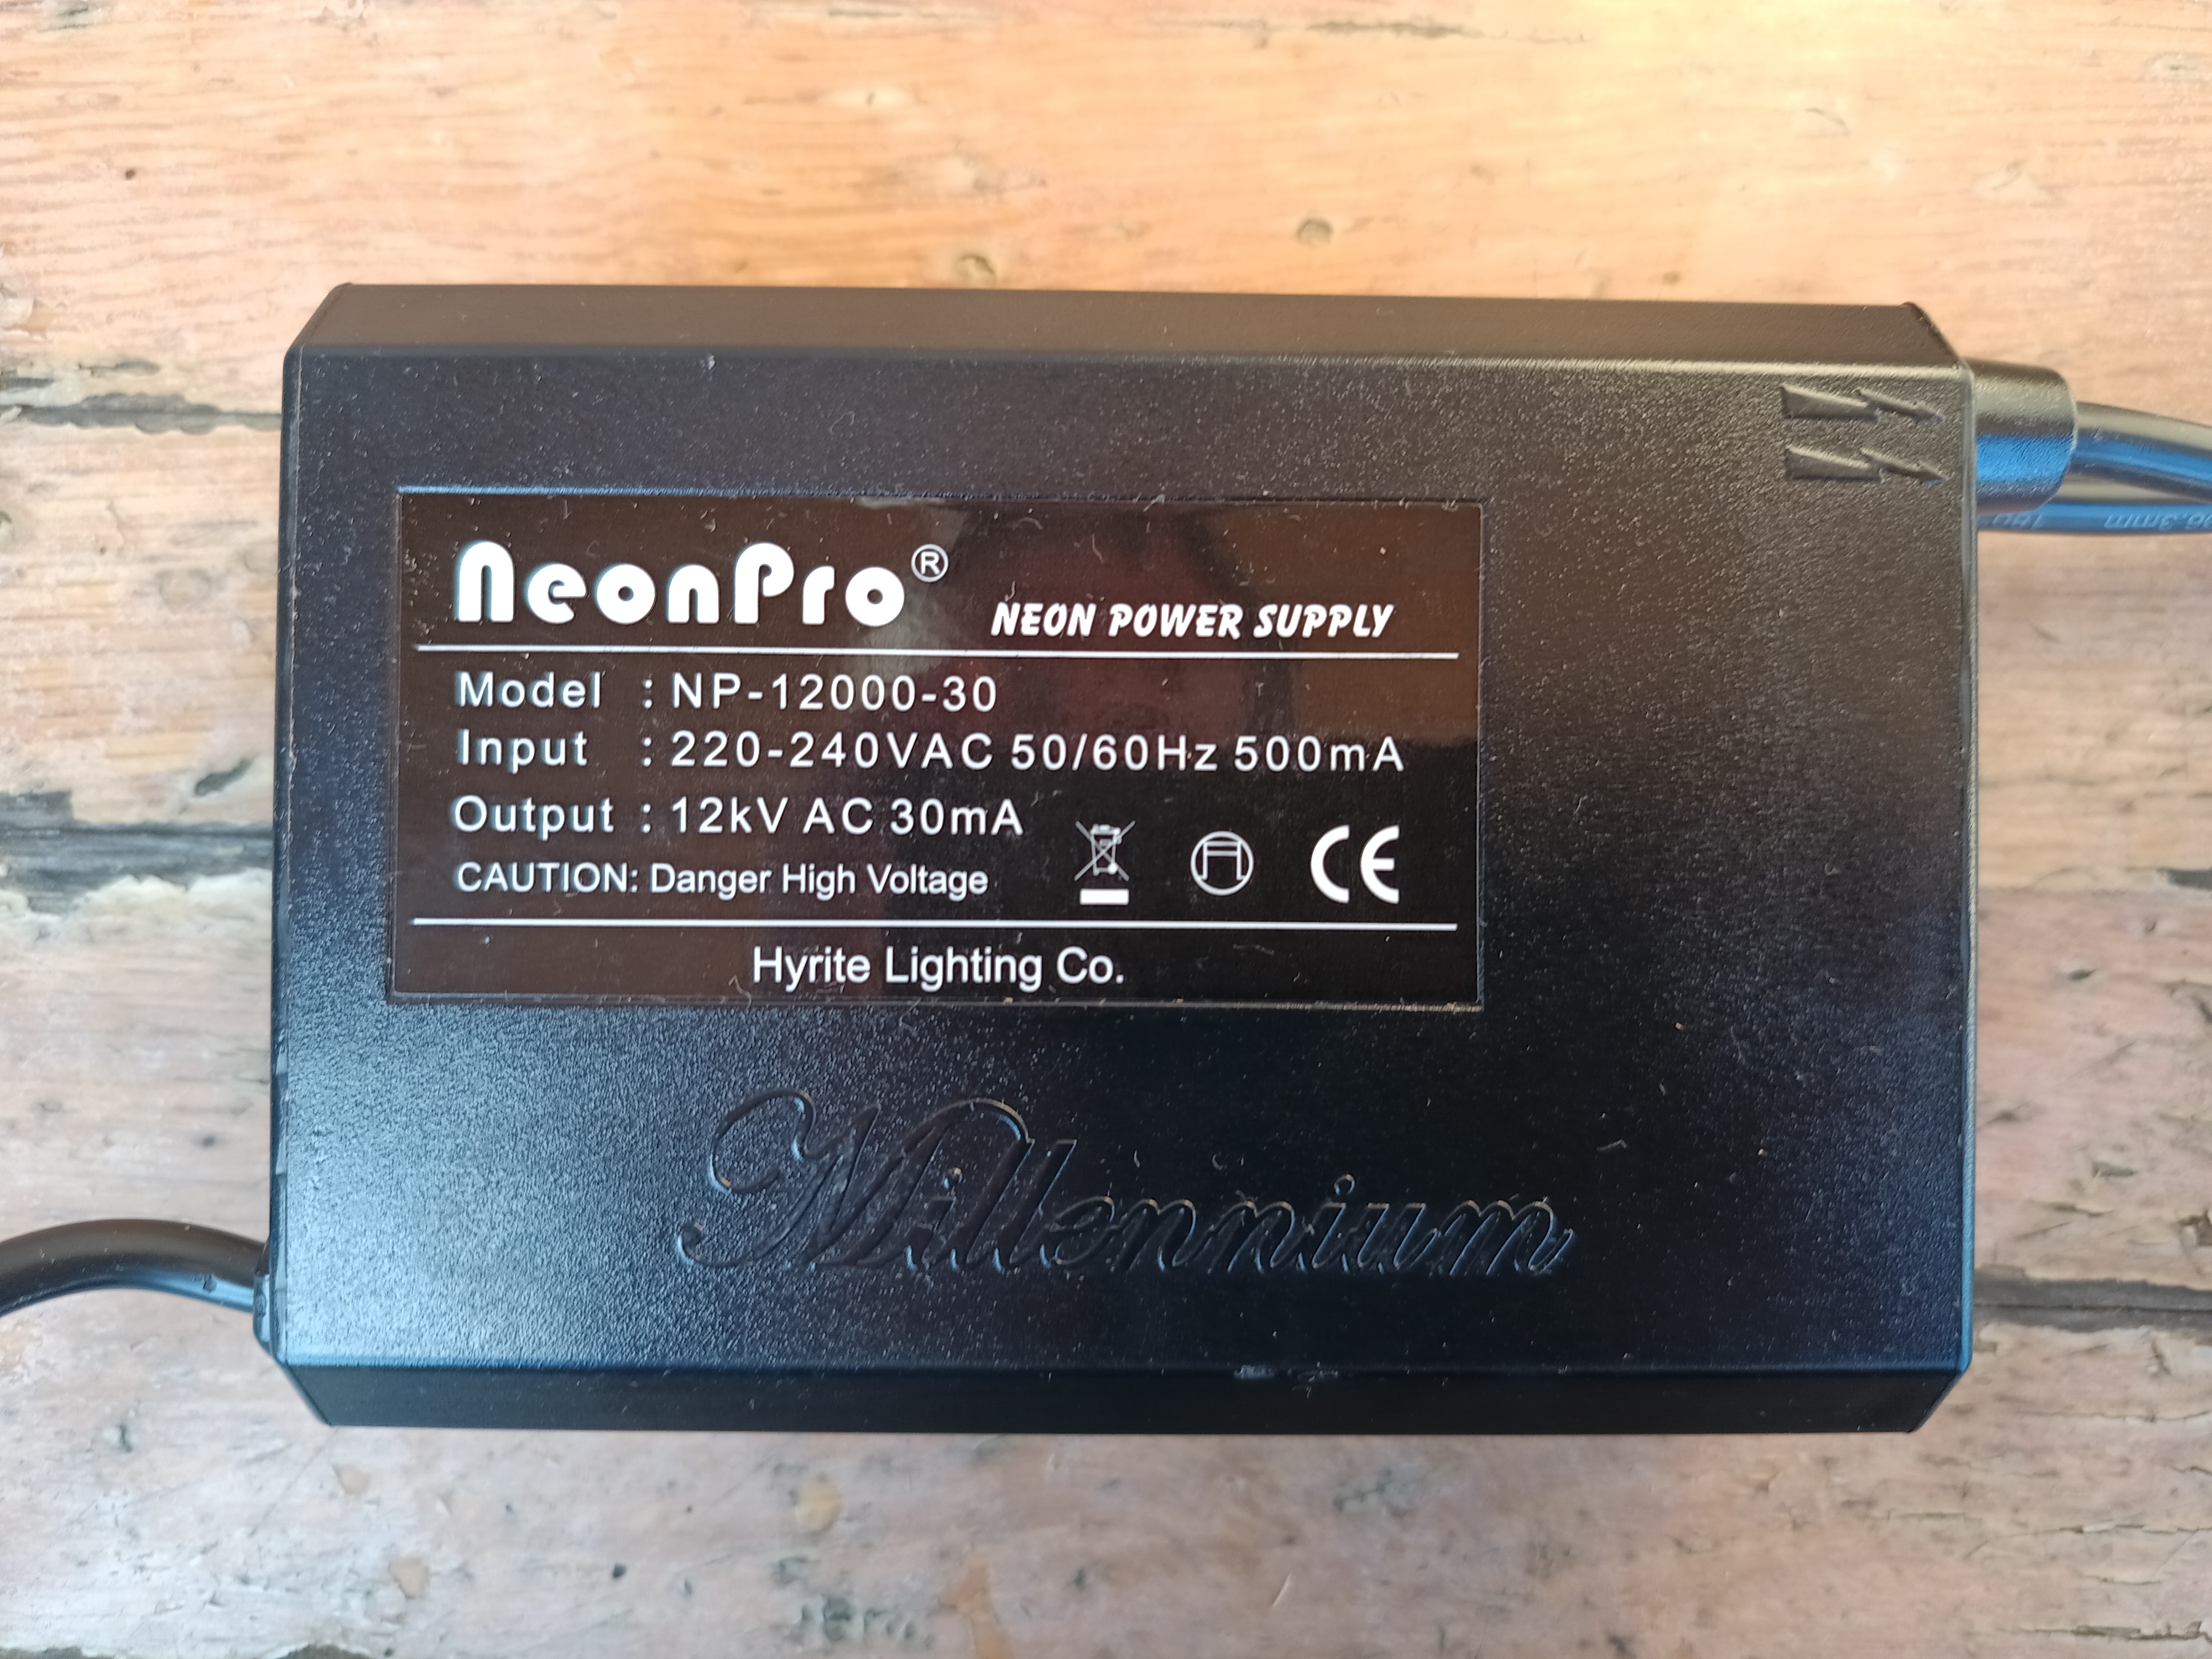 NeonPro®
NEON POWER SUPPLY
Model : NP-12000-30
Input : 220-240VAC 50/60Hz 500mA
Output : 12kV AC 30mA
CAUTION: Danger High Voltage
CE
Hyrite Lighting Co.
Millennium